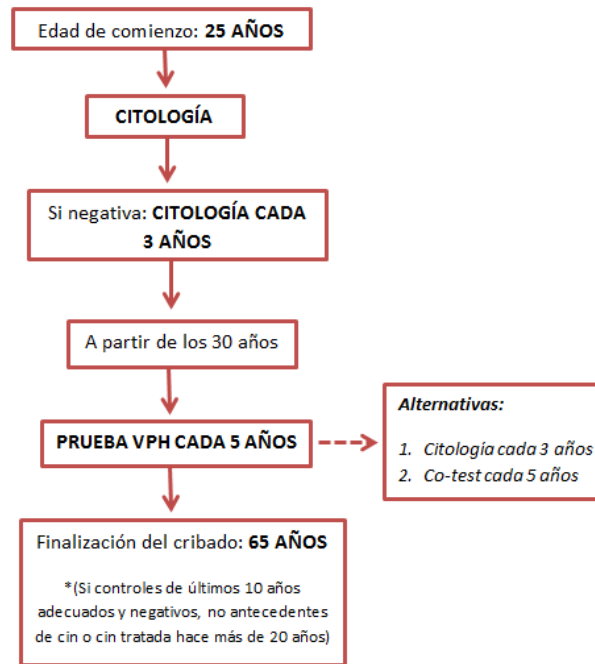 Edad de comienzo: 25 AÑOS
CITOLOGÍA
Si negativa: CITOLOGÍA CADA
3 AÑOS
A partir de los 30 años
PRUEBA VPH CADA 5 AÑOS
Alternativas:
1. Citología cada 3 años
2. Co-test cada 5 años
Finalización del cribado: 65 AÑOS
*(Si controles de últimos 10 años
adecuados y negativos, no antecedentes
de cin o cin tratada hace más de 20 años)